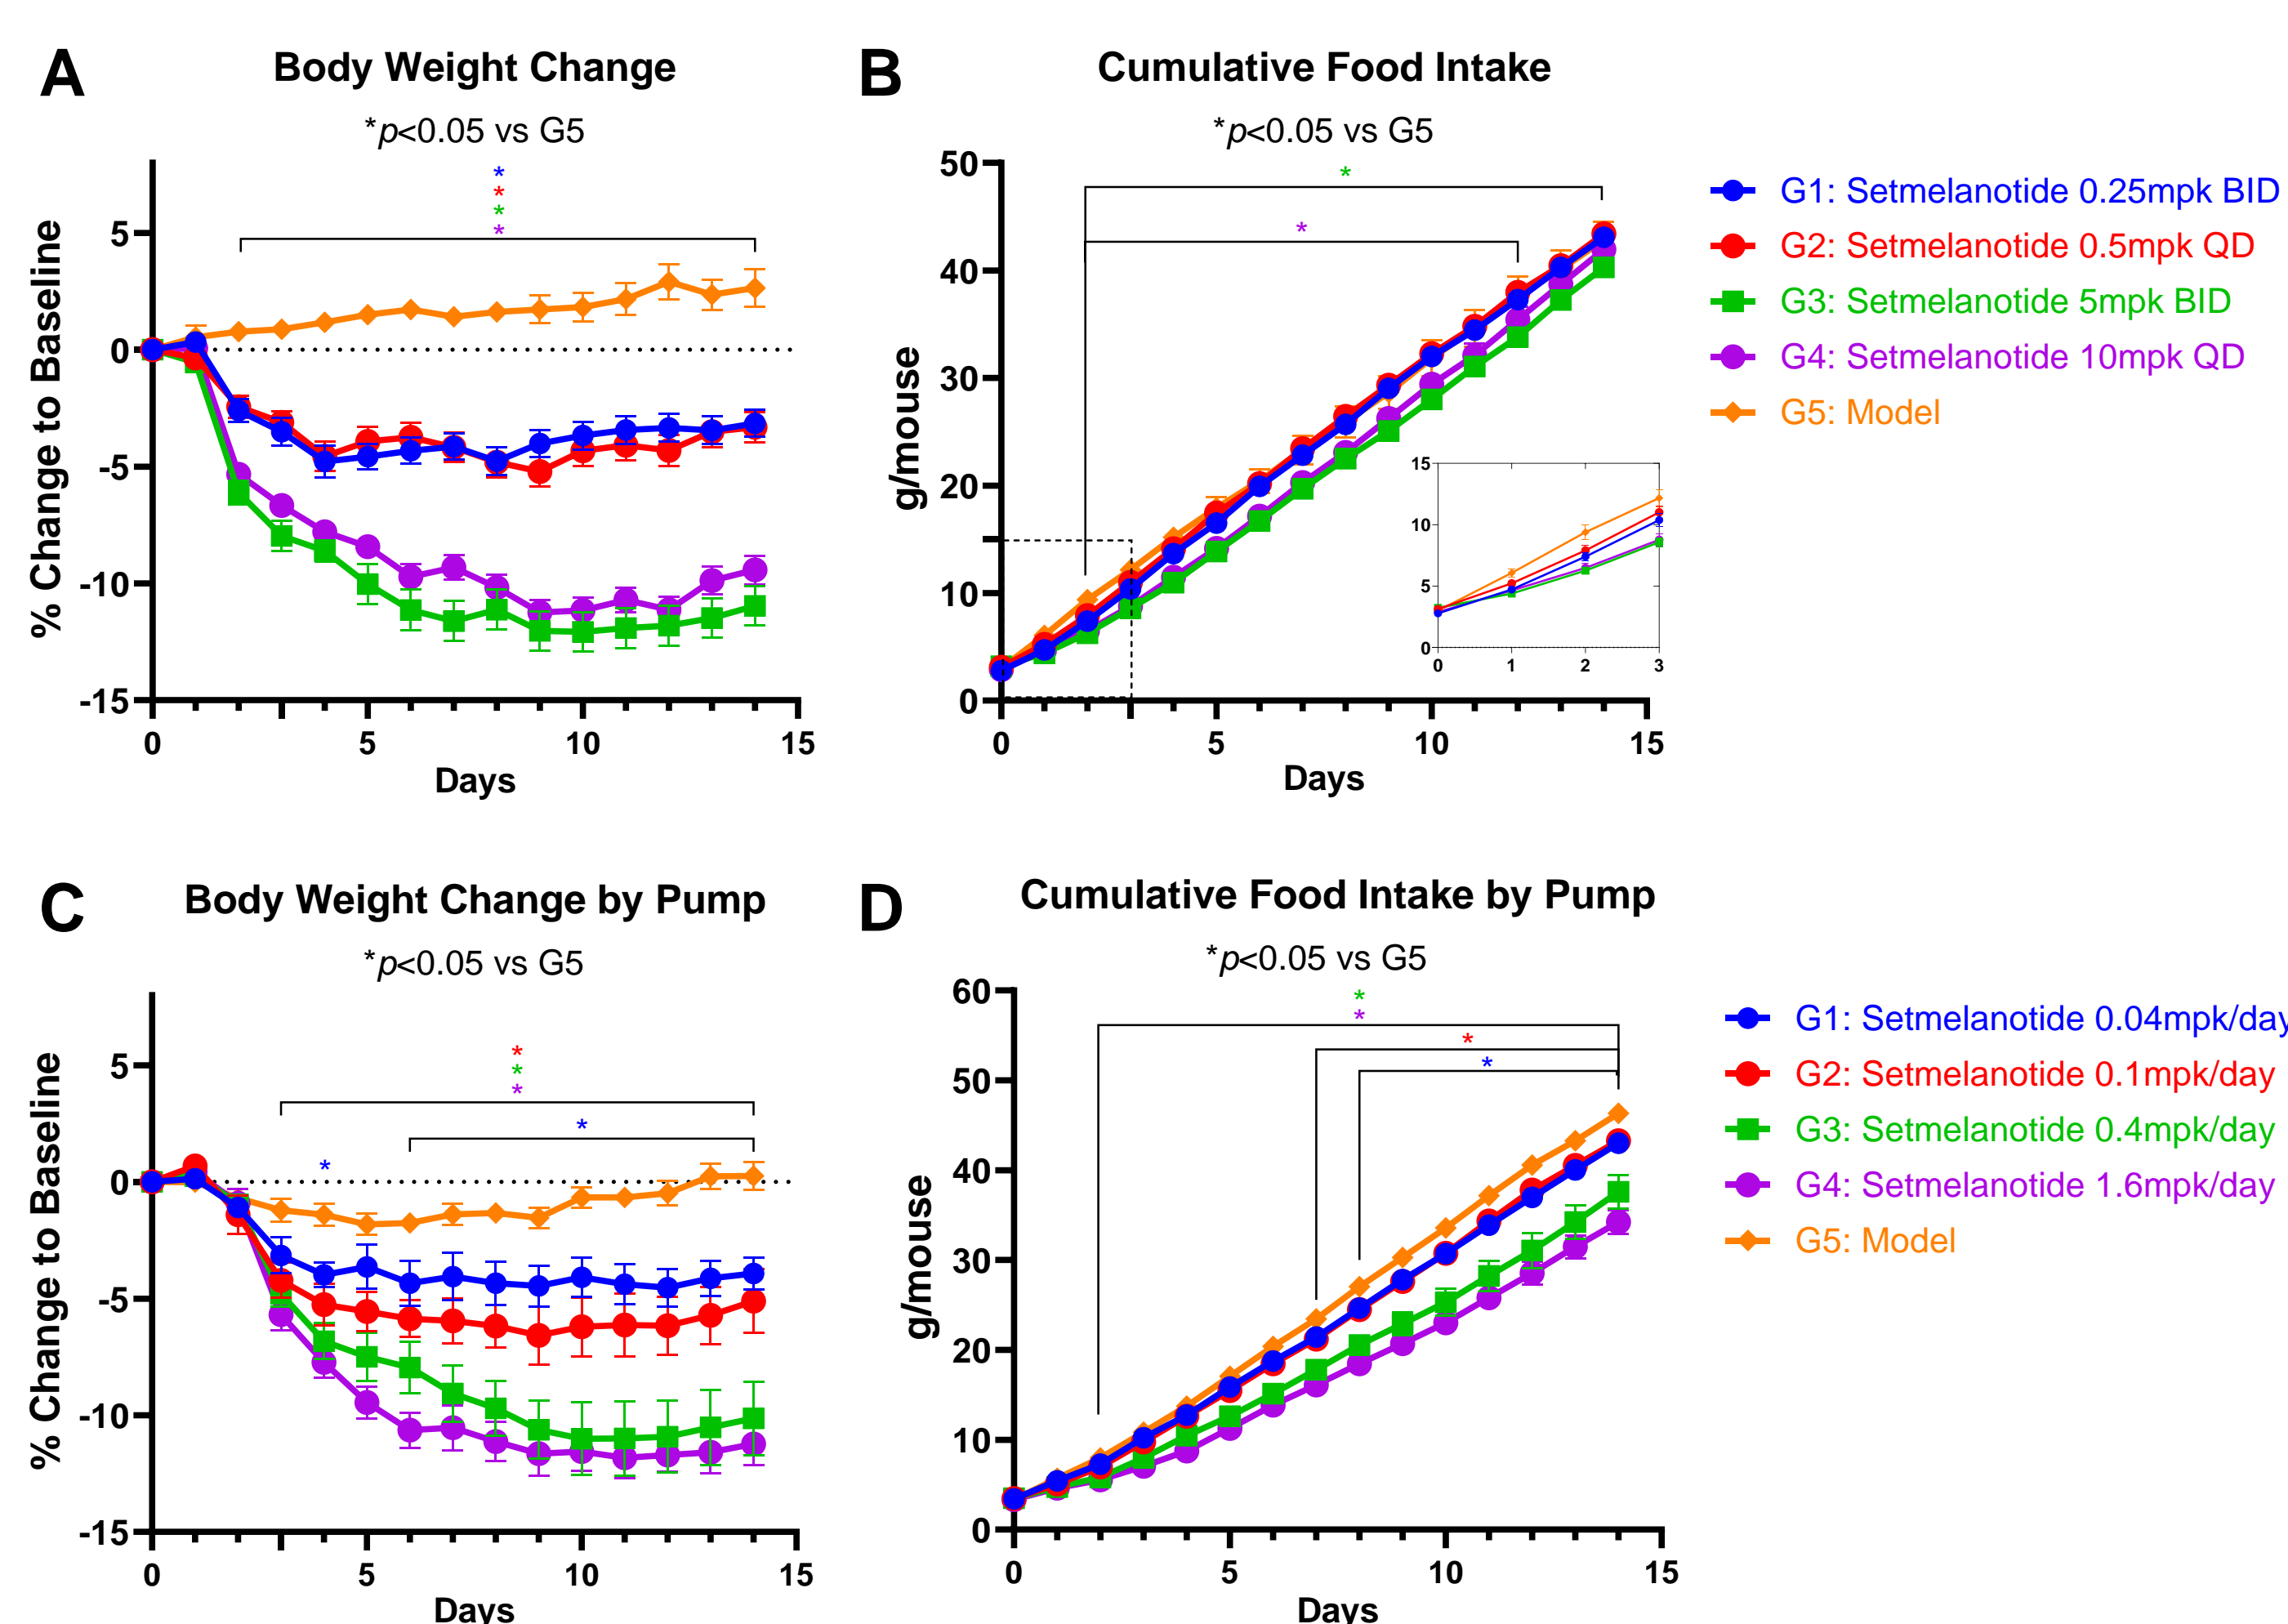 A
Body Weight Change
*p<0.05 vs G5
*
*
*
*
% Change to Baseline
5
0
-5
-10
-15
0 5 10 15
Days
B
Cumulative Food Intake
*p<0.05 vs G5
*
*
g/mouse
50
40
30
20
10
0
0 5 10 15
Days
15
10
5
0
0 1 2 3
G1: Setmelanotide 0.25mpk BID
G2: Setmelanotide 0.5mpk QD
G3: Setmelanotide 5mpk BID
G4: Setmelanotide 10mpk QD
G5: Model
C
Body Weight Change by Pump
*p<0.05 vs G5
*
*
*
*
*
% Change to Baseline
5
0
-5
-10
-15
0 5 10 15
Days
D
Cumulative Food Intake by Pump
*p<0.05 vs G5
*
*
*
*
g/mouse
60
50
40
30
20
10
0
0 5 10 15
Days
G1: Setmelanotide 0.04mpk/day
G2: Setmelanotide 0.1mpk/day
G3: Setmelanotide 0.4mpk/day
G4: Setmelanotide 1.6mpk/day
G5: Model